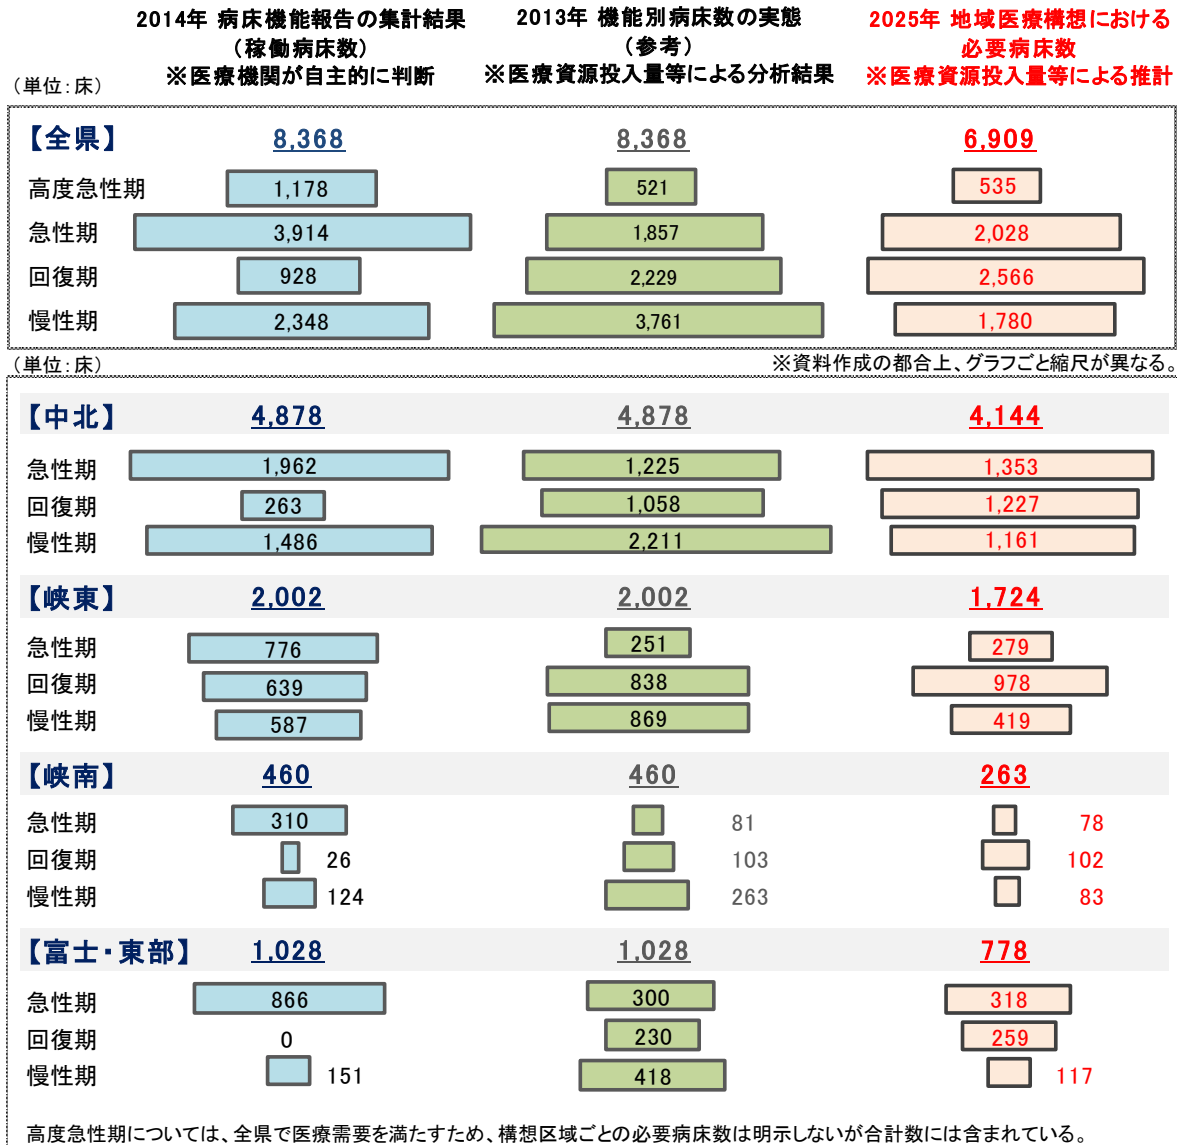 2014年 病床機能報告の集計結果
（稼働病床数）
※医療機関が自主的に判断
2013年 機能別病床数の実態
（参考）
※医療資源投入量等による分析結果
2025年 地域医療構想における
必要病床数
※医療資源投入量等による推計
（単位：床）
【全県】 8,368 8,368 6,909
高度急性期 1,178 521 535
急性期 3,914 1,857 2,028
回復期 928 2,229 2,566
慢性期 2,348 3,761 1,780
（単位：床） ※資料作成の都合上、グラフごと縮尺が異なる。
【中北】 4,878 4,878 4,144
急性期 1,962 1,225 1,353
回復期 263 1,058 1,227
慢性期 1,486 2,211 1,161
【峡東】 2,002 2,002 1,724
急性期 776 251 279
回復期 639 838 978
慢性期 587 869 419
【峡南】 460 460 263
急性期 310 81 78
回復期 26 103 102
慢性期 124 263 83
【富士・東部】 1,028 1,028 778
急性期 866 300 318
回復期 0 230 259
慢性期 151 418 117
高度急性期については、全県で医療需要を満たすため、構想区域ごとの必要病床数は明示しないが合計数には含まれている。